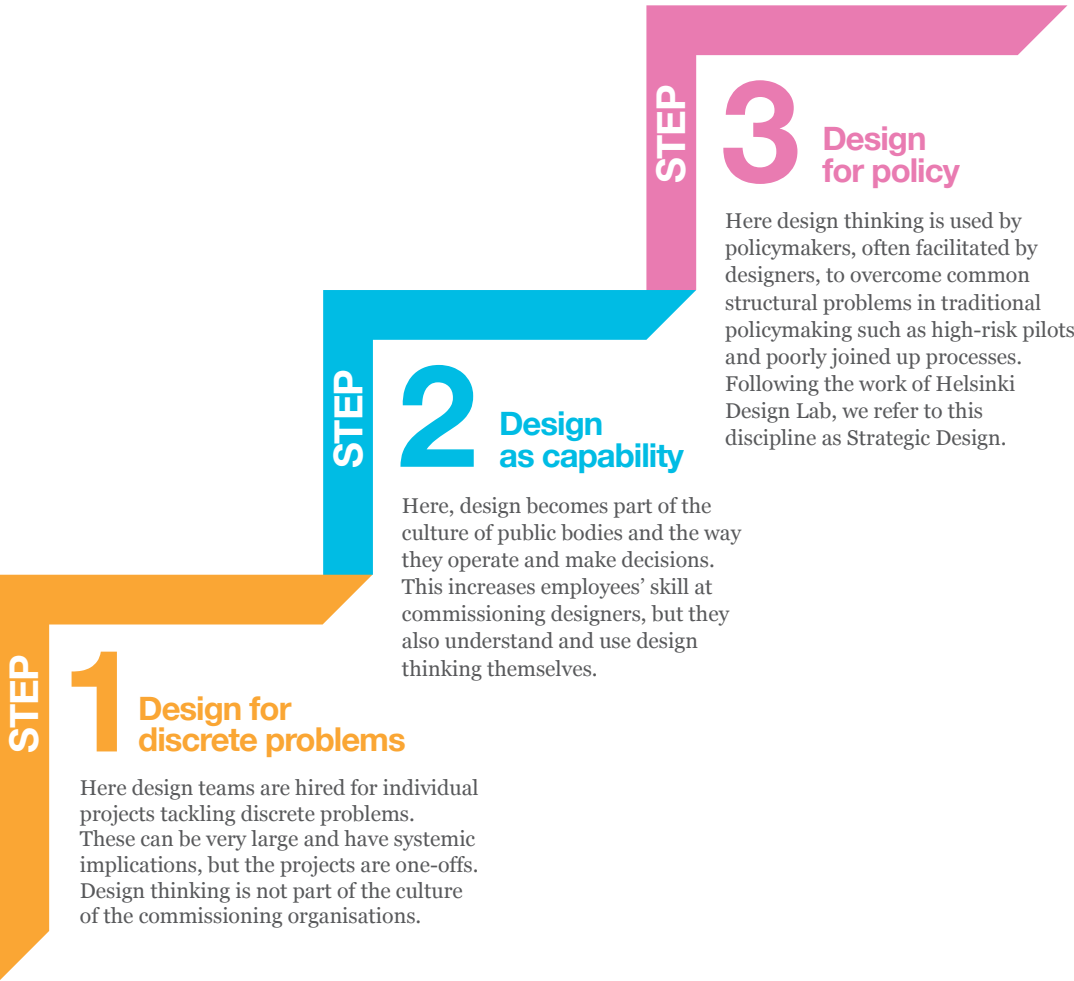 STEP
1
Design for
discrete problems
Here design teams are hired for individual
projects tackling discrete problems.
These can be very large and have systemic
implications, but the projects are one-offs.
Design thinking is not part of the culture
of the commissioning organisations.
STEP
2
Design
as capability
Here, design becomes part of the
culture of public bodies and the way
they operate and make decisions.
This increases employees’ skill at
commissioning designers, but they
also understand and use design
thinking themselves.
STEP
3
Design
for policy
Here design thinking is used by
policymakers, often facilitated by
designers, to overcome common
structural problems in traditional
policymaking such as high-risk pilots
and poorly joined up processes.
Following the work of Helsinki
Design Lab, we refer to this
discipline as Strategic Design.